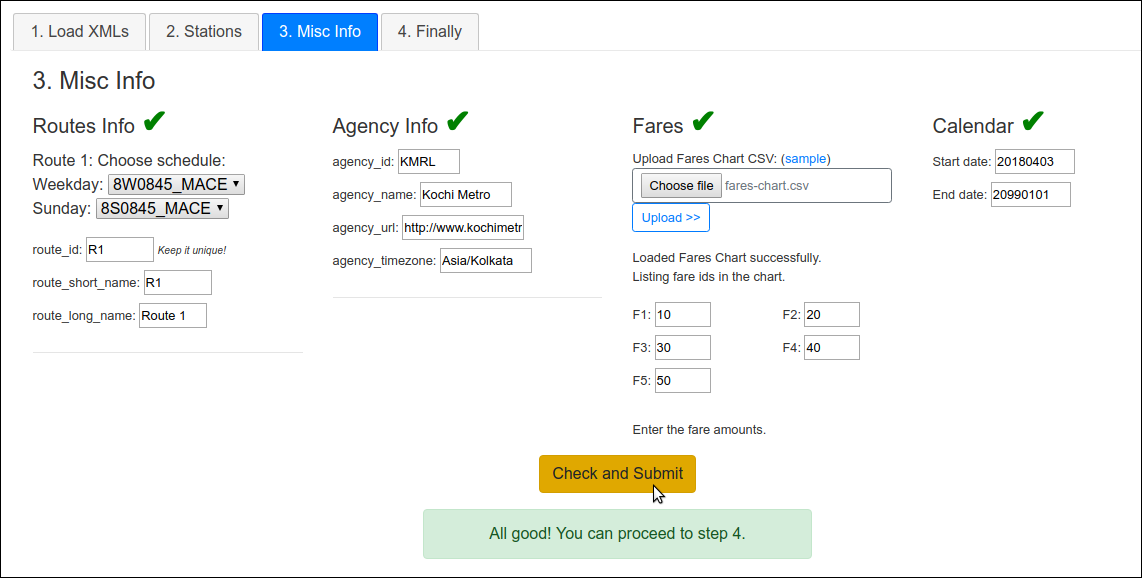 1. Load XMLs
2. Stations
3. Misc Info
4. Finally
3. Misc Info
Routes Info ✔
Route 1: Choose schedule:
Weekday: 8W0845_MACE
Sunday: 8S0845_MACE
route_id: R1 Keep it unique!
route_short_name: R1
route_long_name: Route 1
Agency Info ✔
agency_id: KMRL
agency_name: Kochi Metro
agency_url: http://www.kochimetr
agency_timezone: Asia/Kolkata
Fares ✔
Upload Fares Chart CSV: (sample)
Choose file fares-chart.csv
Upload >>
Loaded Fares Chart successfully.
Listing fare ids in the chart.
F1: 10 F2: 20
F3: 30 F4: 40
F5: 50
Enter the fare amounts.
Calendar ✔
Start date: 20180403
End date: 20990101
Check and Submit
All good! You can proceed to step 4.